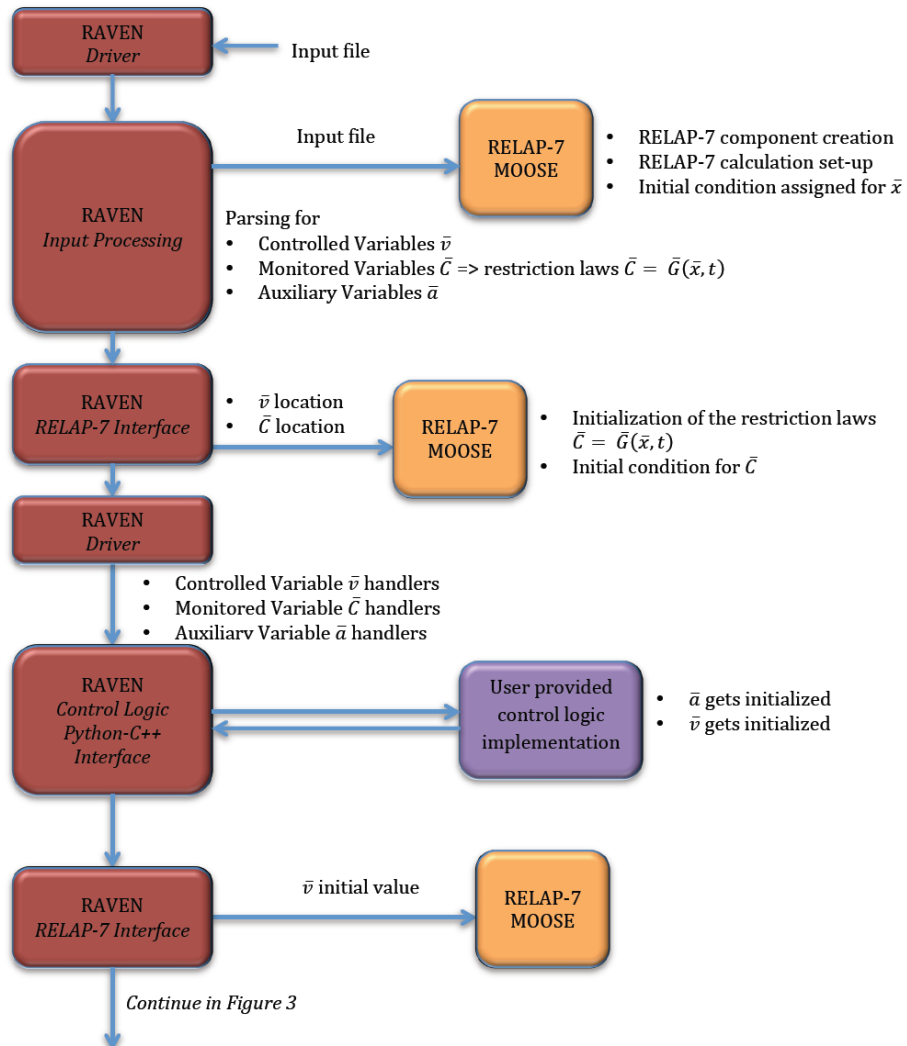 RAVEN
Driver
Input file
Input file
RAVEN
Input Processing
RELAP-7
MOOSE
• RELAP-7 component creation
• RELAP-7 calculation set-up
• Initial condition assigned for x̄
Parsing for
• Controlled Variables v̄
• Monitored Variables C̄ => restriction laws C̄ = Ḡ(x̄, t)
• Auxiliary Variables ā
RAVEN
RELAP-7 Interface
• v̄ location
• C̄ location
RELAP-7
MOOSE
• Initialization of the restriction laws
C̄ = Ḡ(x̄, t)
• Initial condition for C̄
RAVEN
Driver
• Controlled Variable v̄ handlers
• Monitored Variable C̄ handlers
• Auxiliary Variable ā handlers
RAVEN
Control Logic
Python-C++
Interface
User provided
control logic
implementation
• ā gets initialized
• v̄ gets initialized
RAVEN
RELAP-7 Interface
v̄ initial value
RELAP-7
MOOSE
Continue in Figure 3